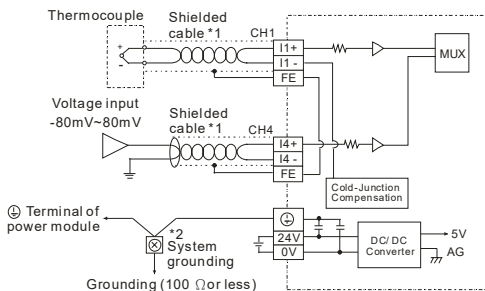 Thermocouple
Shielded
cable *1
CH1
+
-
I1+
I1 -
FE
MUX
Voltage input
-80mV~80mV
Shielded
cable *1
CH4
I4+
I4 -
FE
Cold-Junction
Compensation
Terminal of
power module
*2
System
grounding
24V
0V
DC/ DC
Converter
5V
AG
Grounding (100 Ω or less)